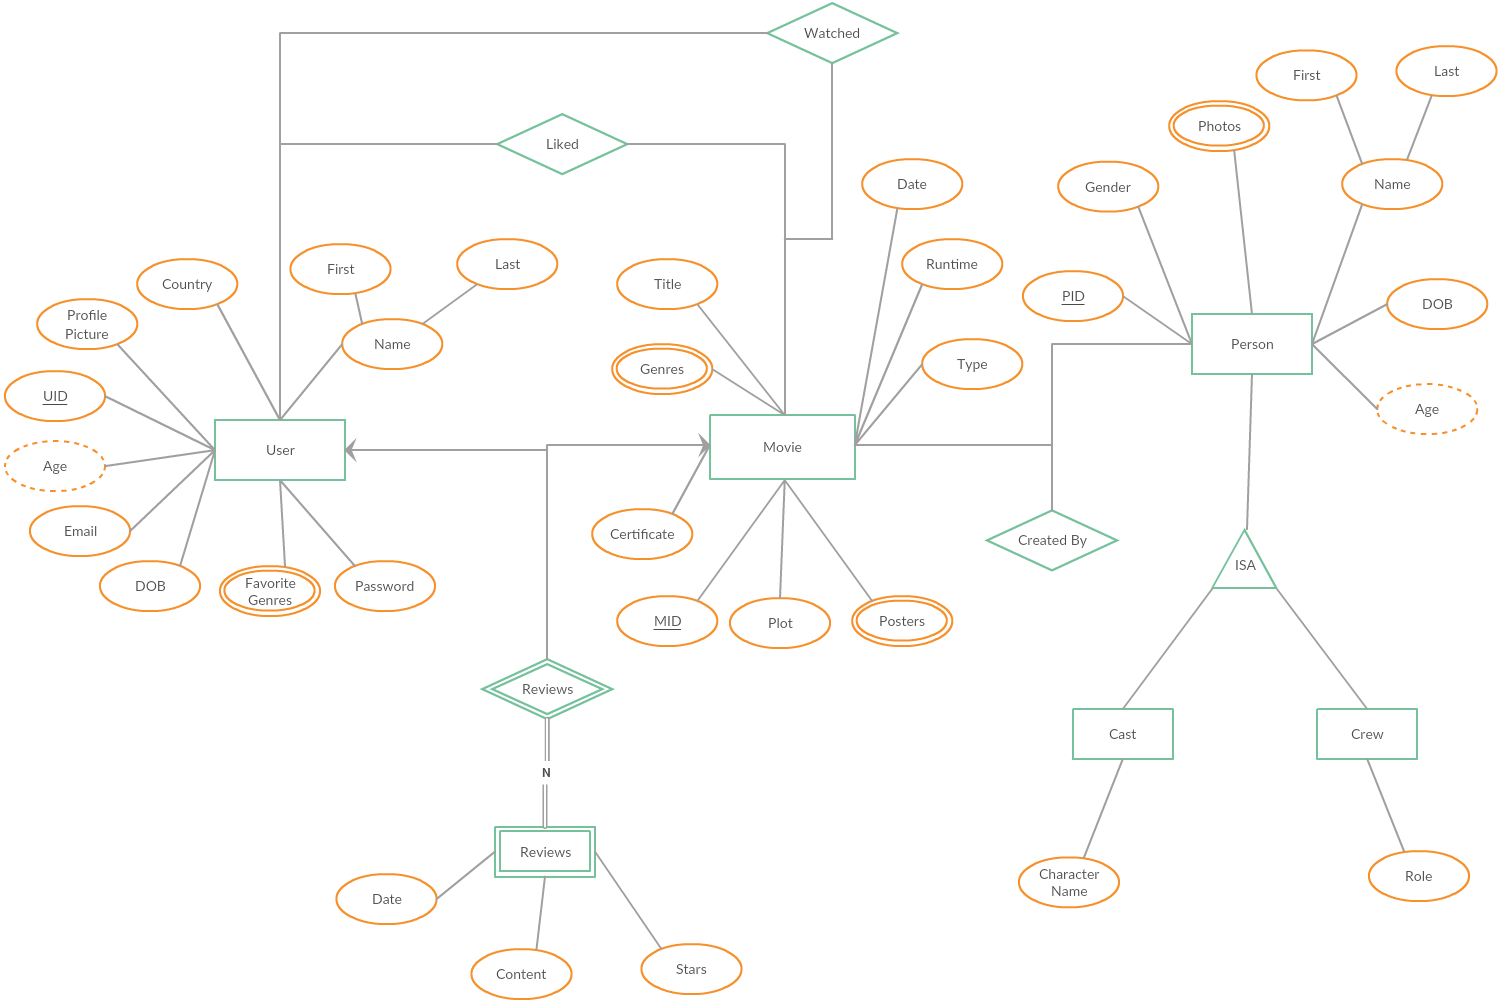 Watched
First
Last
Photos
Liked
Date
Gender
Name
Country
First
Last
Title
Runtime
PID
DOB
Profile
Picture
Name
Genres
Type
Person
UID
Age
User
Movie
Age
Email
Certificate
Created By
ISA
DOB
Favorite
Genres
Password
MID
Plot
Posters
Reviews
Cast
Crew
N
Reviews
Date
Character
Name
Role
Content
Stars